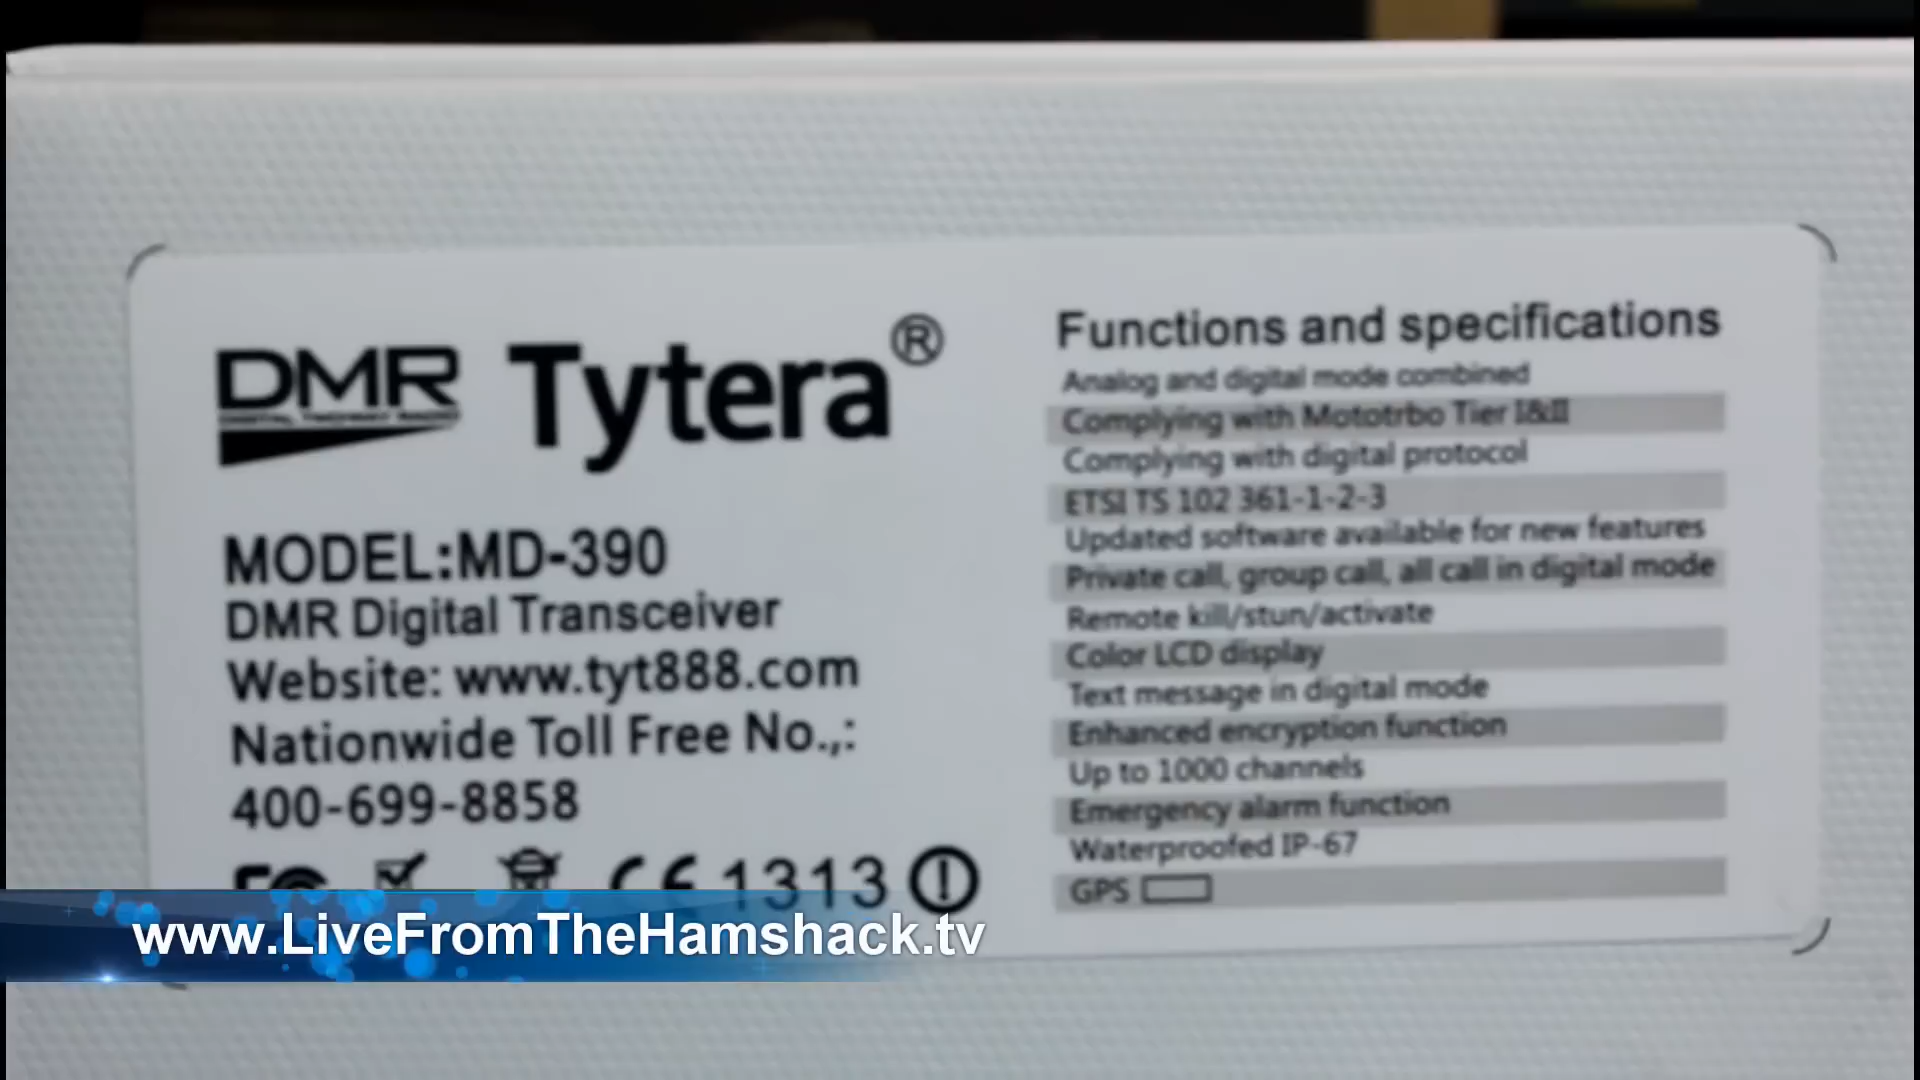 DMR Tytera®
MODEL:MD-390
DMR Digital Transceiver
Website: www.tyt888.com
Nationwide Toll Free No.,:
400-699-8858
FC CE 1313
Functions and specifications
Analog and digital mode combined
Complying with Mototrbo Tier I&II
Complying with digital protocol
ETSI TS 102 361-1-2-3
Updated software available for new features
Private call, group call, all call in digital mode
Remote kill/stun/activate
Color LCD display
Text message in digital mode
Enhanced encryption function
Up to 1000 channels
Emergency alarm function
Waterproofed IP-67
GPS
www.LiveFromTheHamshack.tv